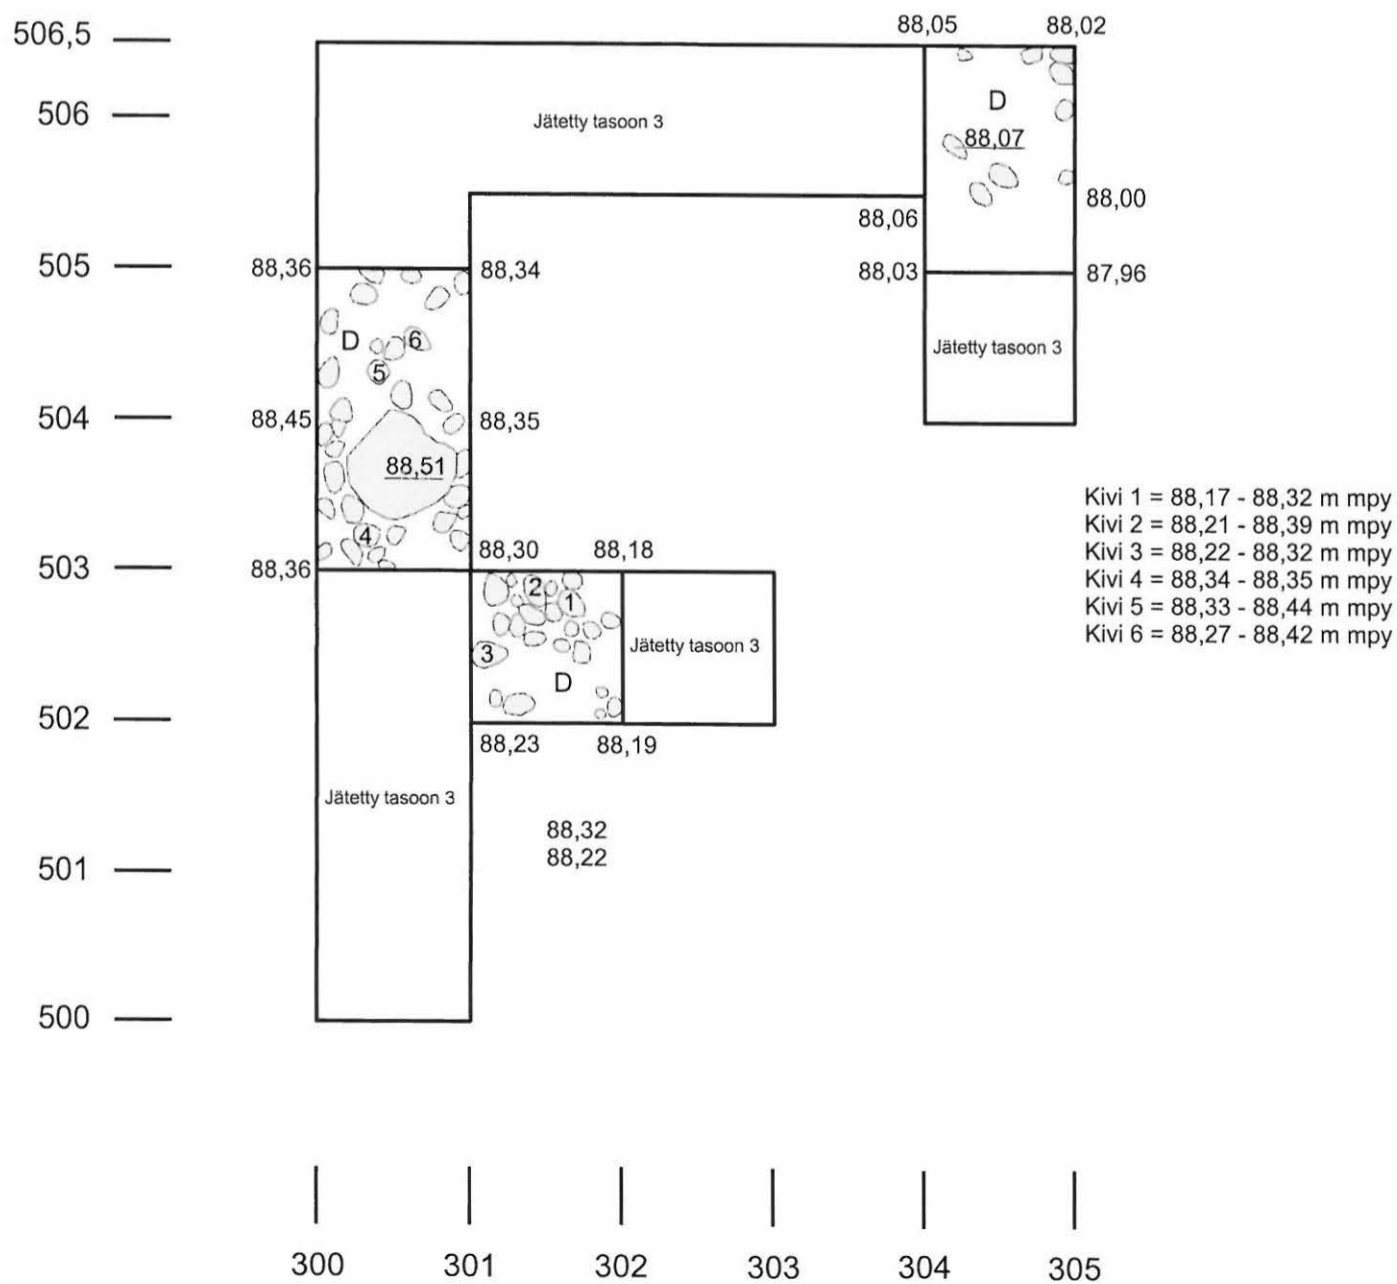 88,05 88,02
506,5
D
506
Jätetty tasoon 3
88,07
88,00
88,06
505
88,36 88,34
88,03 87,96
D 6
Jätetty tasoon 3
5
504
88,45 88,35
88,51
Kivi 1 = 88,17 - 88,32 m mpy
Kivi 2 = 88,21 - 88,39 m mpy
Kivi 3 = 88,22 - 88,32 m mpy
Kivi 4 = 88,34 - 88,35 m mpy
Kivi 5 = 88,33 - 88,44 m mpy
Kivi 6 = 88,27 - 88,42 m mpy
4
88,30 88,18
503
88,36
2
1
3
Jätetty tasoon 3
D
502
88,23 88,19
Jätetty tasoon 3
88,32
88,22
501
500
300 301 302 303 304 305